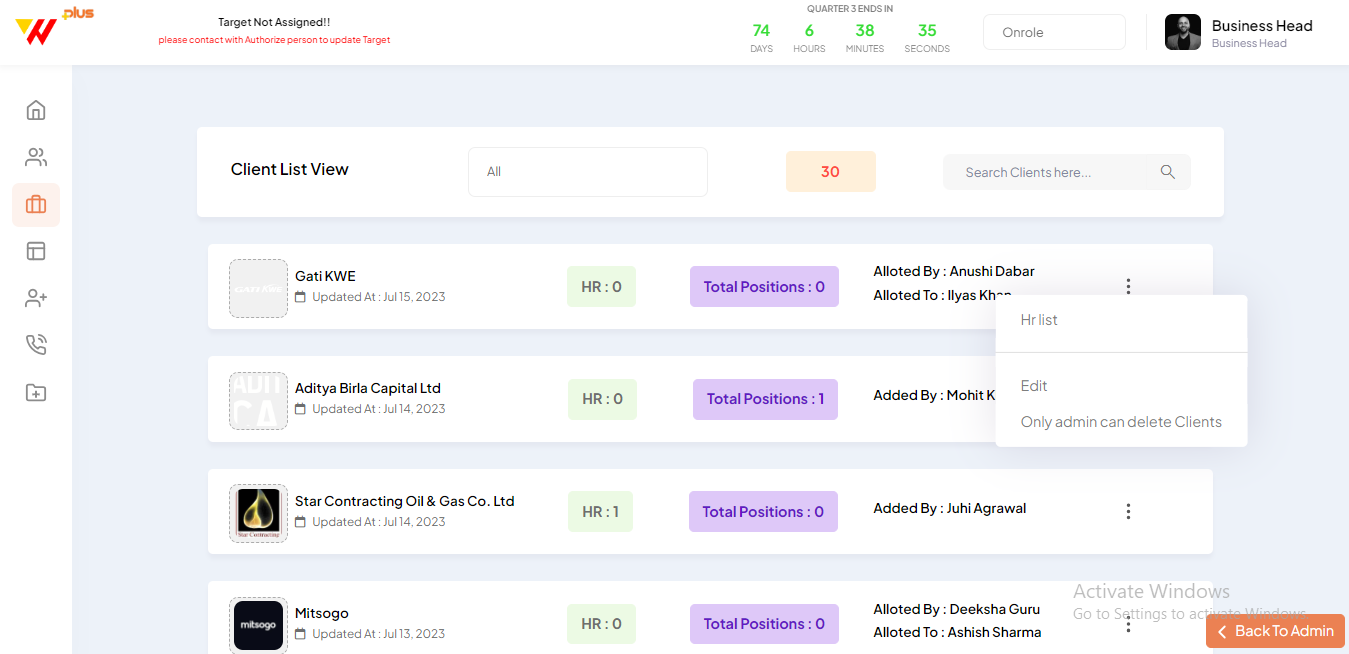 plus
Target Not Assigned!!
please contact with Authorize person to update Target
QUARTER 3 ENDS IN
74 6 38 35
DAYS HOURS MINUTES SECONDS
Onrole
Business Head
Business Head
Client List View
All
30
Search Clients here...
GATI KWE
Gati KWE
Updated At : Jul 15, 2023
HR : 0
Total Positions : 0
Alloted By : Anushi Dabar
Alloted To : Ilyas Khan
Hr list
Edit
Only admin can delete Clients
Aditya Birla Capital Ltd
Updated At : Jul 14, 2023
HR : 0
Total Positions : 1
Added By : Mohit K
Star Contracting
Star Contracting Oil & Gas Co. Ltd
Updated At : Jul 14, 2023
HR : 1
Total Positions : 0
Added By : Juhi Agrawal
mitsogo
Mitsogo
Updated At : Jul 13, 2023
HR : 0
Total Positions : 0
Alloted By : Deeksha Guru
Alloted To : Ashish Sharma
Activate Windows
Go to Settings to activate Windows.
Back To Admin